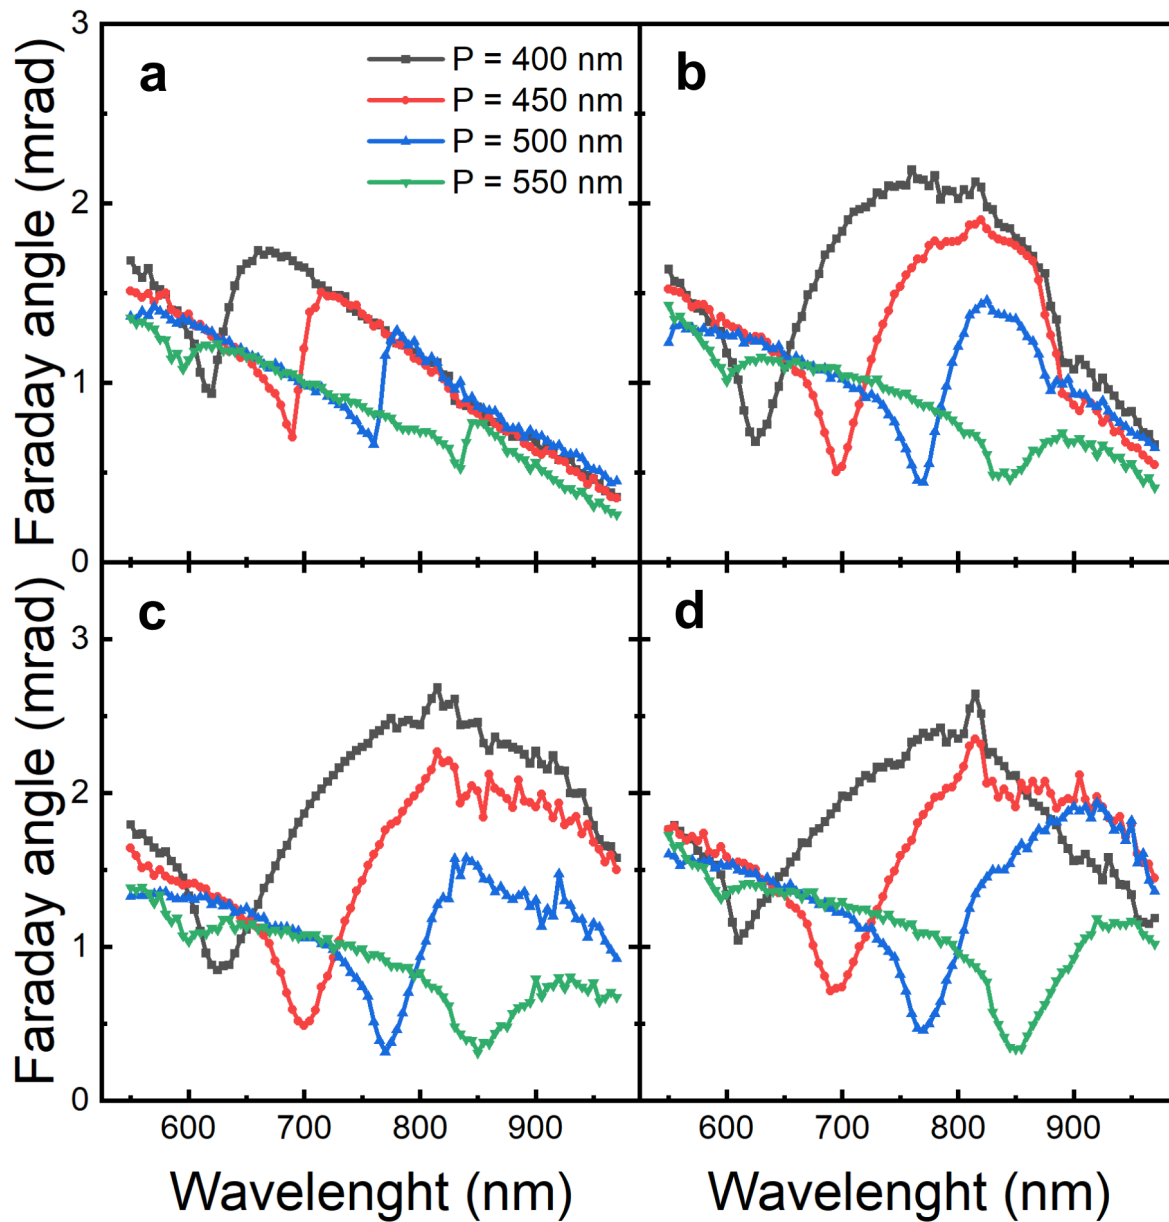 a
P = 400 nm
P = 450 nm
P = 500 nm
P = 550 nm
b
3
2
1
0
Faraday angle (mrad)
c
d
3
2
1
0
Faraday angle (mrad)
600 700 800 900
600 700 800 900
Wavelenght (nm)
Wavelenght (nm)